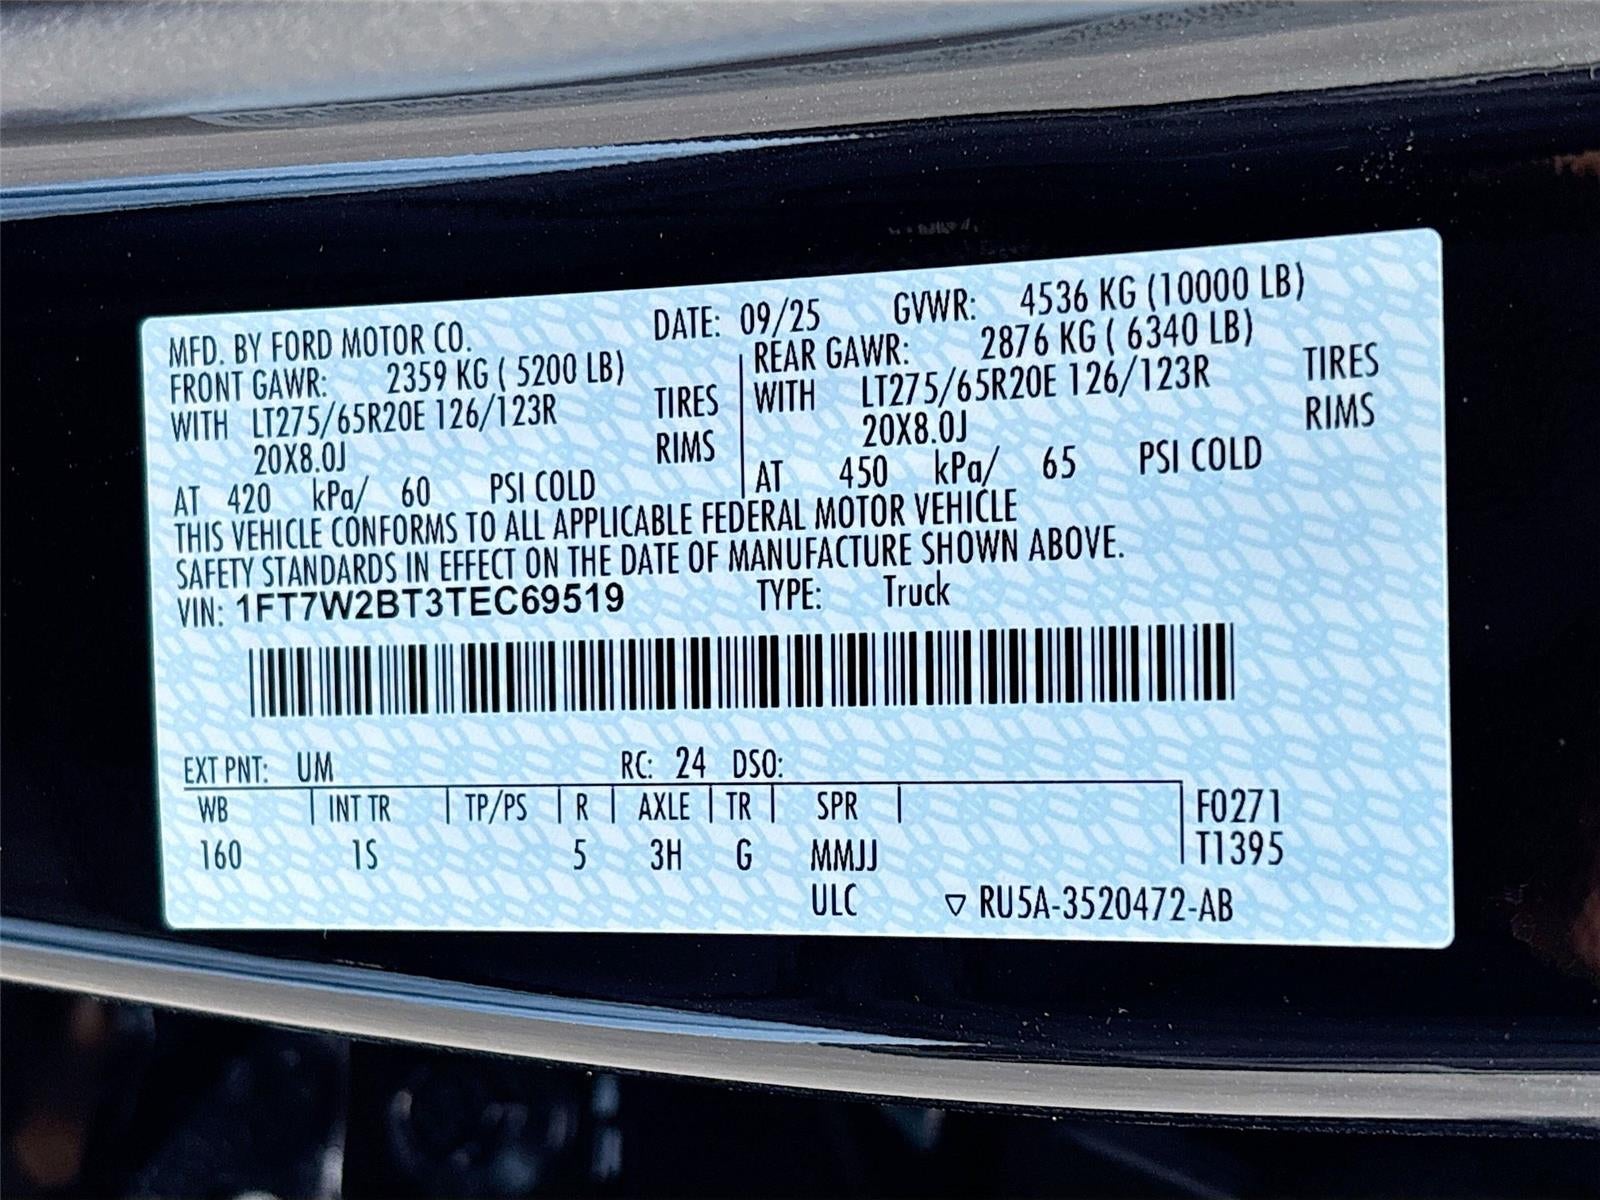 MFD. BY FORD MOTOR CO. DATE: 09/25 GVWR: 4536 KG (10000 LB)
FRONT GAWR: 2359 KG ( 5200 LB) REAR GAWR: 2876 KG ( 6340 LB)
WITH LT275/65R20E 126/123R TIRES WITH LT275/65R20E 126/123R TIRES
20X8.0J RIMS 20X8.0J RIMS
AT 420 kPa/ 60 PSI COLD AT 450 kPa/ 65 PSI COLD
THIS VEHICLE CONFORMS TO ALL APPLICABLE FEDERAL MOTOR VEHICLE
SAFETY STANDARDS IN EFFECT ON THE DATE OF MANUFACTURE SHOWN ABOVE.
VIN: 1FT7W2BT3TEC69519 TYPE: Truck
EXT PNT: UM RC: 24 DSO:
WB INT TR TP/PS R AXLE TR SPR F0271
160 1S 5 3H G MMJJ T1395
ULC ▽ RU5A-3520472-AB